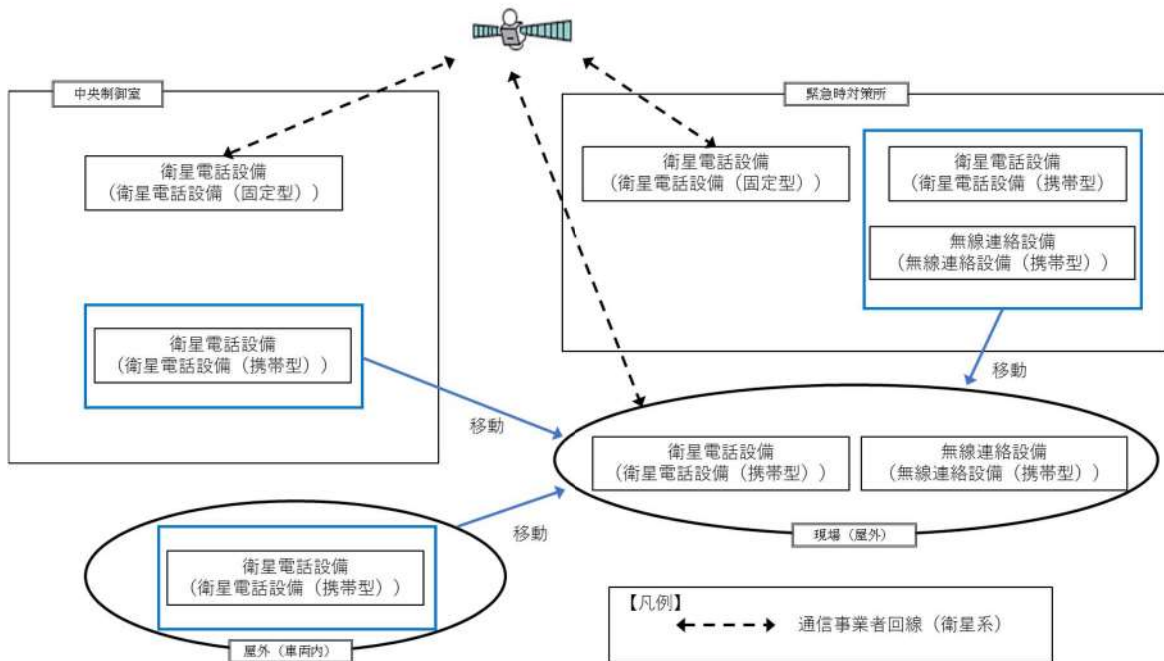 中央制御室
緊急時対策所
衛星電話設備
(衛星電話設備（固定型）)
衛星電話設備
(衛星電話設備（固定型）)
衛星電話設備
(衛星電話設備（携帯型)
無線連絡設備
(無線連絡設備（携帯型）)
衛星電話設備
(衛星電話設備（携帯型）)
移動
移動
衛星電話設備
(衛星電話設備（携帯型）)
無線連絡設備
(無線連絡設備（携帯型）)
現場（屋外）
移動
衛星電話設備
(衛星電話設備（携帯型）)
屋外（車両内）
【凡例】
通信事業者回線（衛星系）